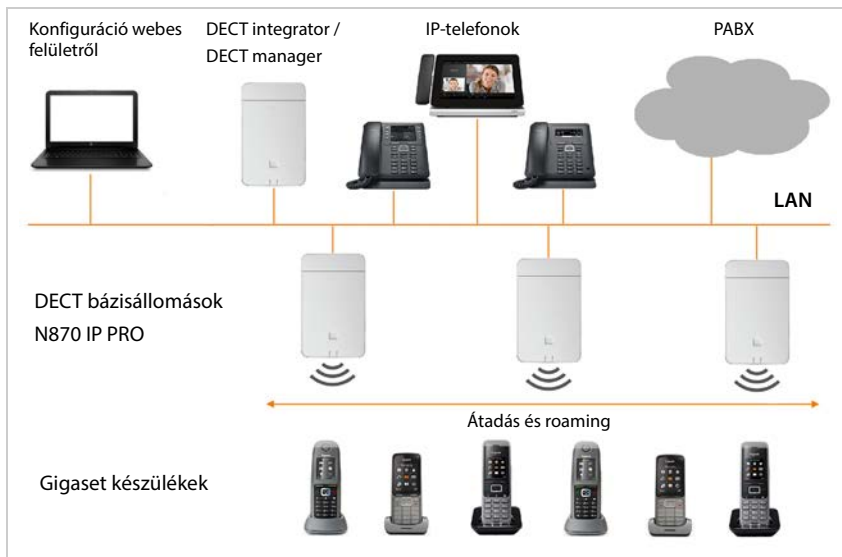 Konfiguráció webes
felületről
DECT integrator /
DECT manager
IP-telefonok
PABX
LAN
DECT bázisállomások
N870 IP PRO
Átadás és roaming
Gigaset készülékek